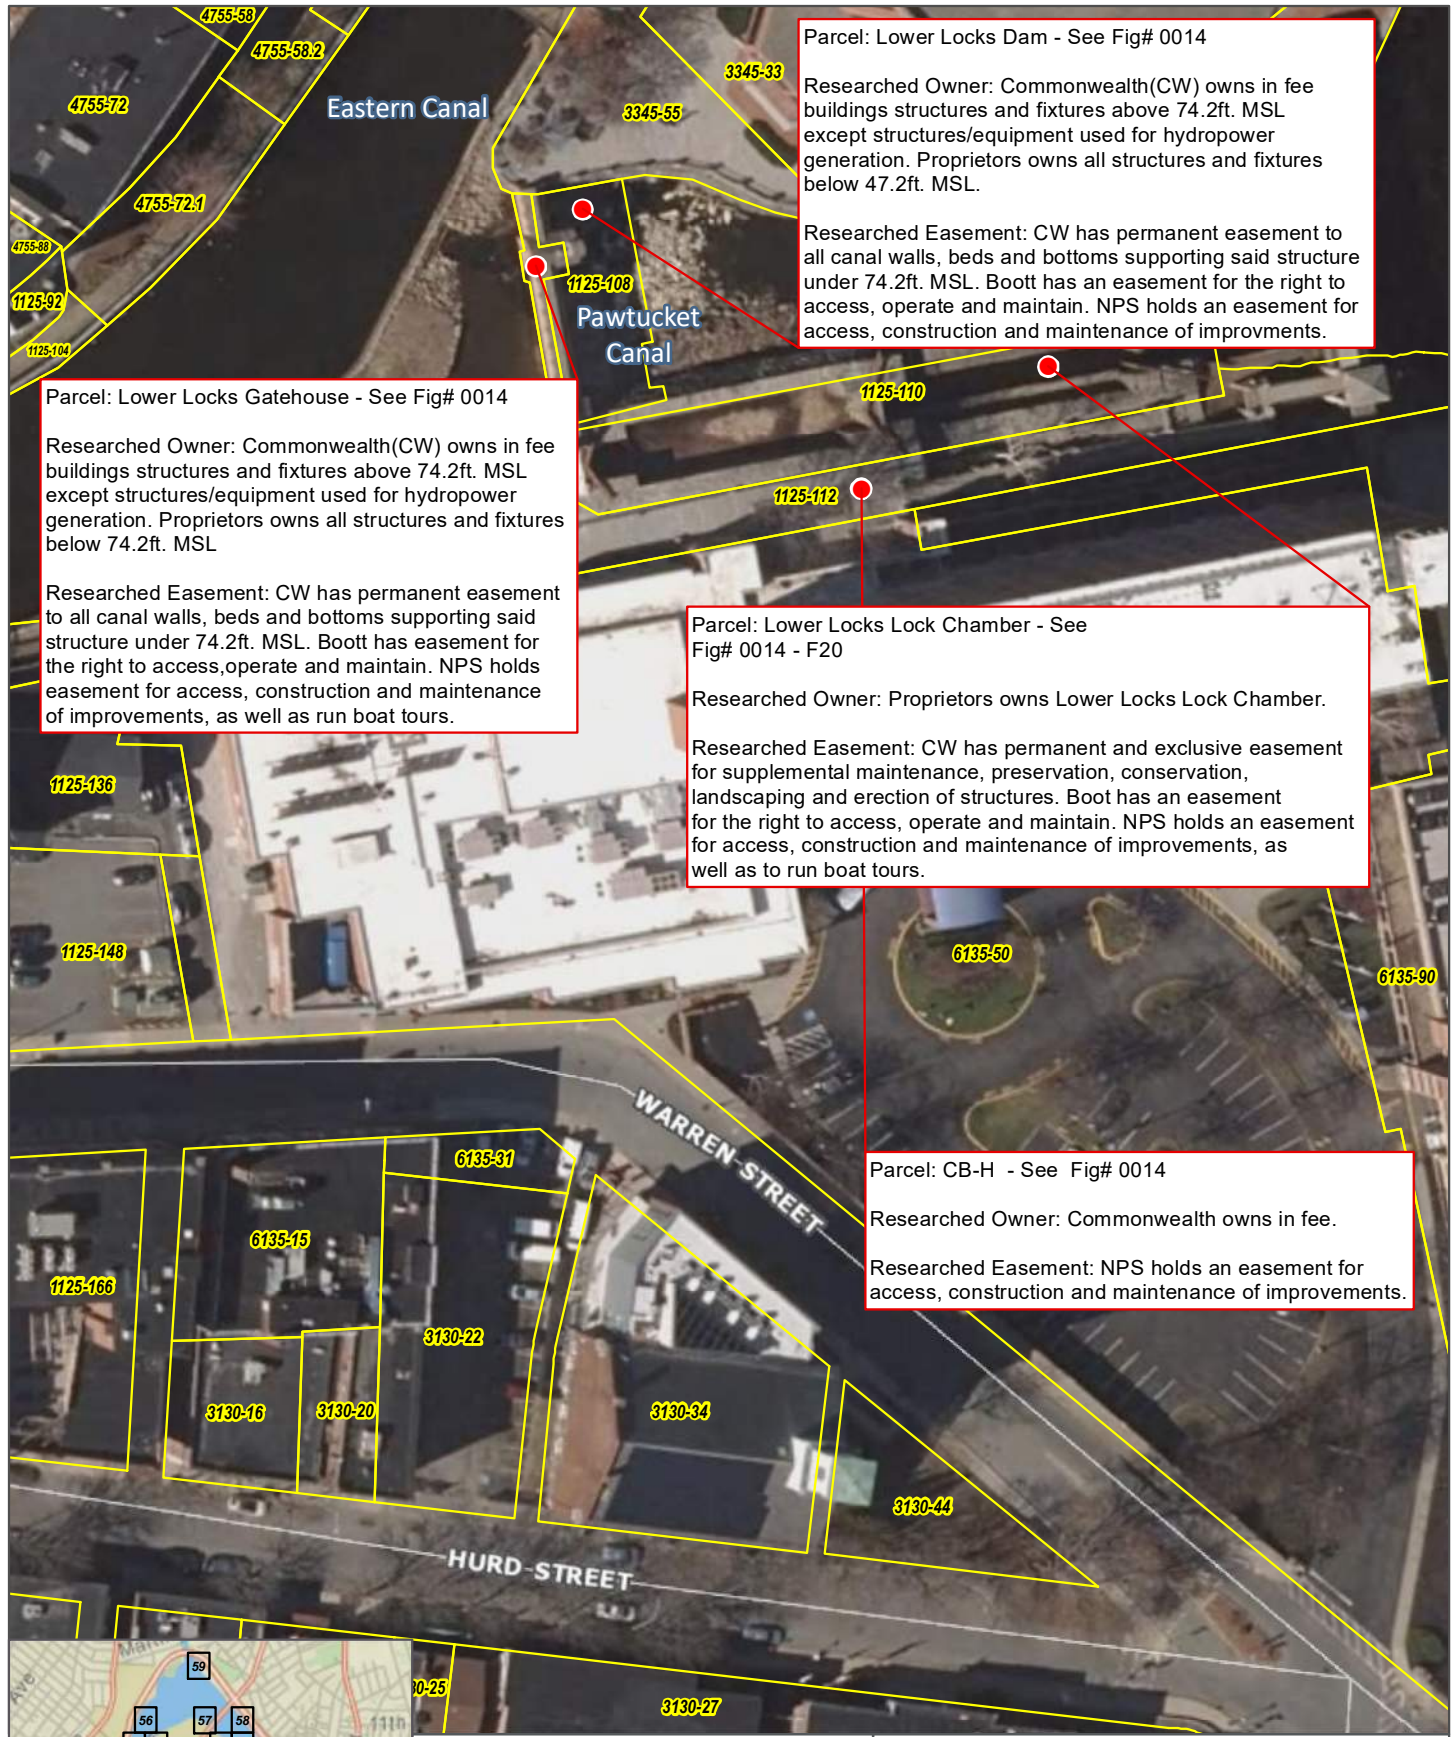 4755-58
4755-58.2
4755-72
Eastern Canal
3345-33
3345-55
4755-72.1
4755-88
1125-92
1125-104
1125-108
Pawtucket
Canal
1125-110
1125-112
Parcel: Lower Locks Dam - See Fig# 0014
Researched Owner: Commonwealth(CW) owns in fee
buildings structures and fixtures above 74.2ft. MSL
except structures/equipment used for hydropower
generation. Proprietors owns all structures and fixtures
below 47.2ft. MSL.
Researched Easement: CW has permanent easement to
all canal walls, beds and bottoms supporting said structure
under 74.2ft. MSL. Boott has an easement for the right to
access, operate and maintain. NPS holds an easement for
access, construction and maintenance of improvments.
Parcel: Lower Locks Gatehouse - See Fig# 0014
Researched Owner: Commonwealth(CW) owns in fee
buildings structures and fixtures above 74.2ft. MSL
except structures/equipment used for hydropower
generation. Proprietors owns all structures and fixtures
below 74.2ft. MSL
Researched Easement: CW has permanent easement
to all canal walls, beds and bottoms supporting said
structure under 74.2ft. MSL. Boott has easement for
the right to access,operate and maintain. NPS holds
easement for access, construction and maintenance
of improvements, as well as run boat tours.
Parcel: Lower Locks Lock Chamber - See
Fig# 0014 - F20
Researched Owner: Proprietors owns Lower Locks Lock Chamber.
Researched Easement: CW has permanent and exclusive easement
for supplemental maintenance, preservation, conservation,
landscaping and erection of structures. Boot has an easement
for the right to access, operate and maintain. NPS holds an easement
for access, construction and maintenance of improvements, as
well as to run boat tours.
1125-136
1125-148
6135-50
6135-90
WARREN STREET
6135-31
6135-15
1125-166
3130-22
3130-16
3130-20
3130-34
3130-44
Parcel: CB-H - See Fig# 0014
Researched Owner: Commonwealth owns in fee.
Researched Easement: NPS holds an easement for
access, construction and maintenance of improvements.
HURD STREET
3130-27
59
56
57
58
11th
Ave